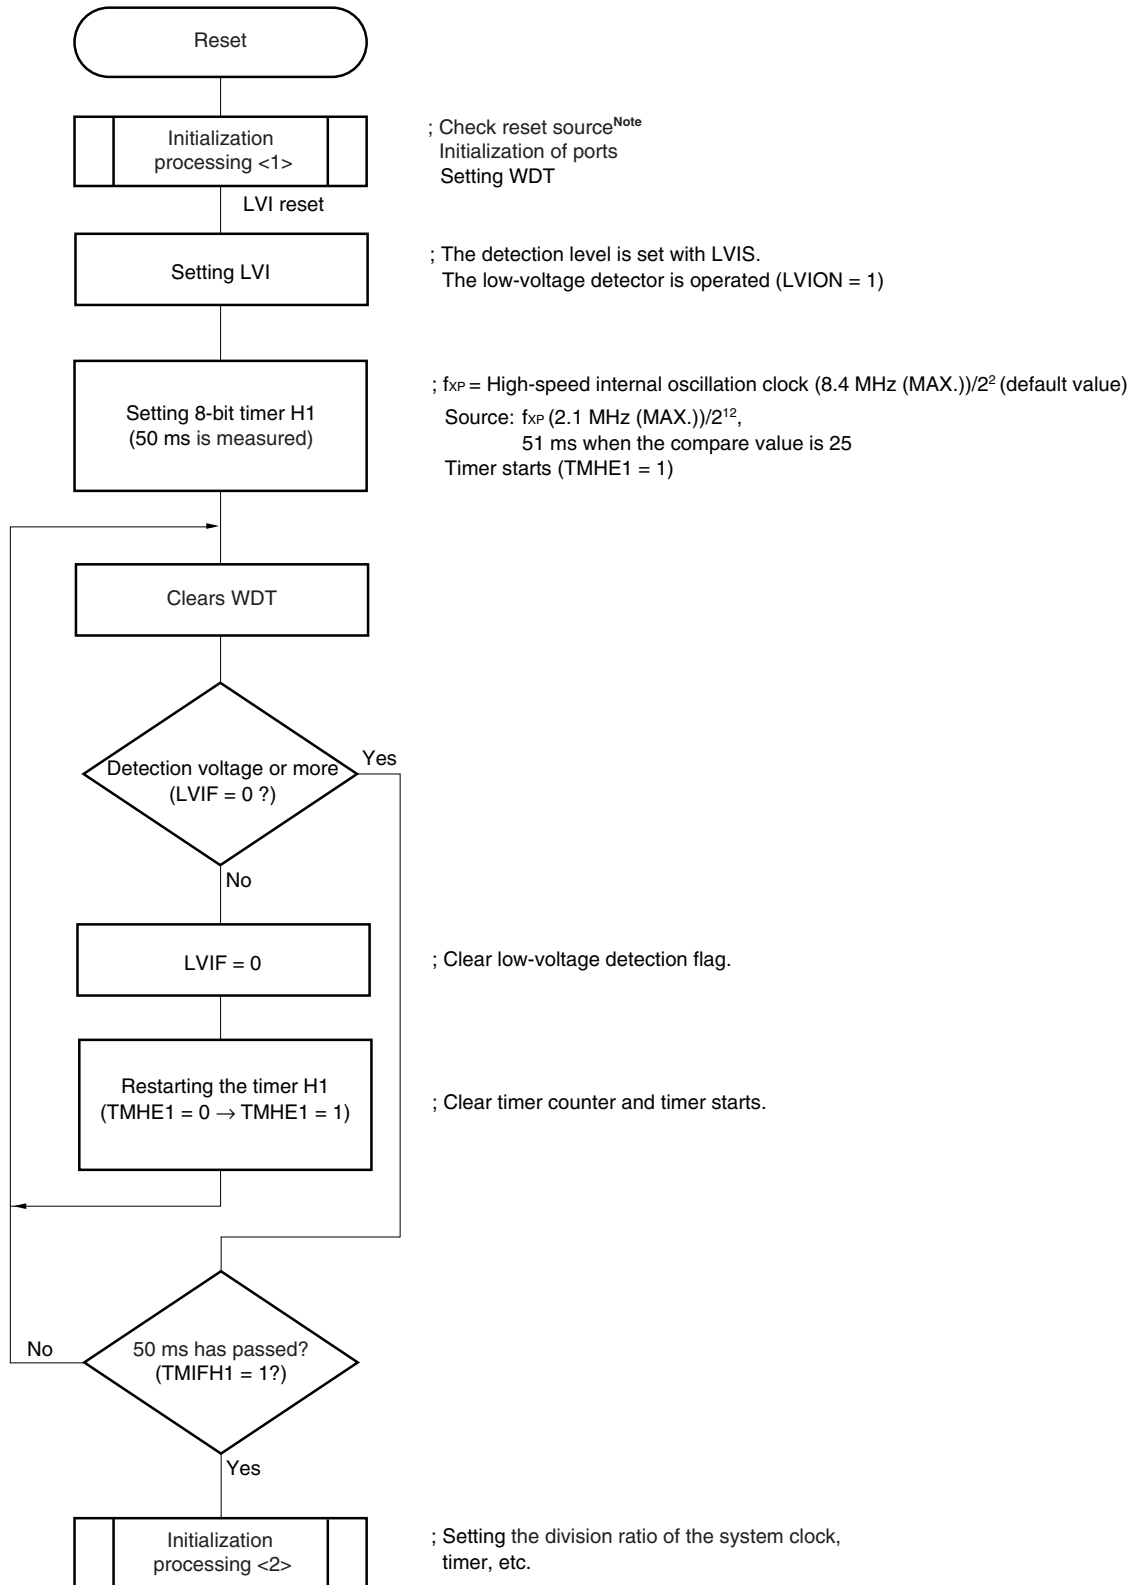 Reset
Initialization
processing <1>
; Check reset sourceNote
Initialization of ports
Setting WDT
LVI reset
Setting LVI
; The detection level is set with LVIS.
The low-voltage detector is operated (LVION = 1)
Setting 8-bit timer H1
(50 ms is measured)
; fXP = High-speed internal oscillation clock (8.4 MHz (MAX.))/2² (default value)
Source: fXP (2.1 MHz (MAX.))/2¹²,
51 ms when the compare value is 25
Timer starts (TMHE1 = 1)
Clears WDT
Detection voltage or more
(LVIF = 0 ?)
Yes
No
LVIF = 0
; Clear low-voltage detection flag.
Restarting the timer H1
(TMHE1 = 0 → TMHE1 = 1)
; Clear timer counter and timer starts.
50 ms has passed?
(TMIFH1 = 1?)
No
Yes
Initialization
processing <2>
; Setting the division ratio of the system clock,
timer, etc.